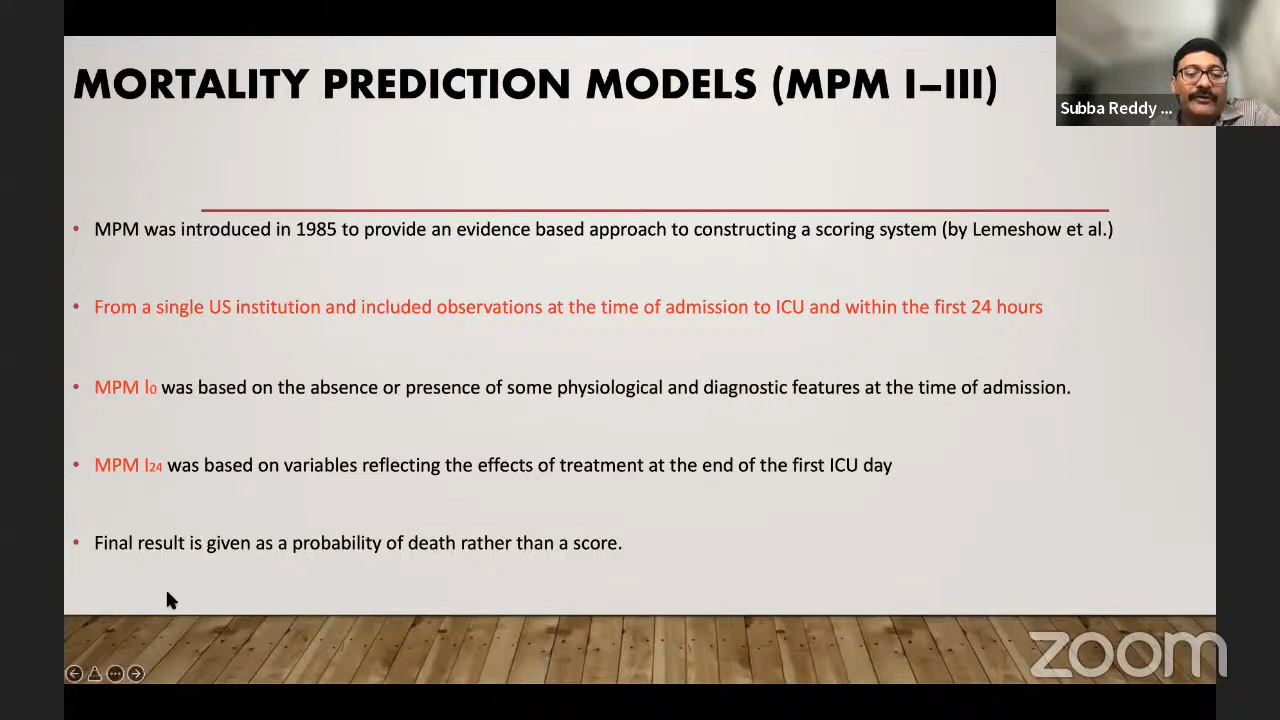 MORTALITY PREDICTION MODELS (MPM I–III)
Subba Reddy ...
• MPM was introduced in 1985 to provide an evidence based approach to constructing a scoring system (by Lemeshow et al.)
• From a single US institution and included observations at the time of admission to ICU and within the first 24 hours
• MPM I0 was based on the absence or presence of some physiological and diagnostic features at the time of admission.
• MPM I24 was based on variables reflecting the effects of treatment at the end of the first ICU day
• Final result is given as a probability of death rather than a score.
zoom